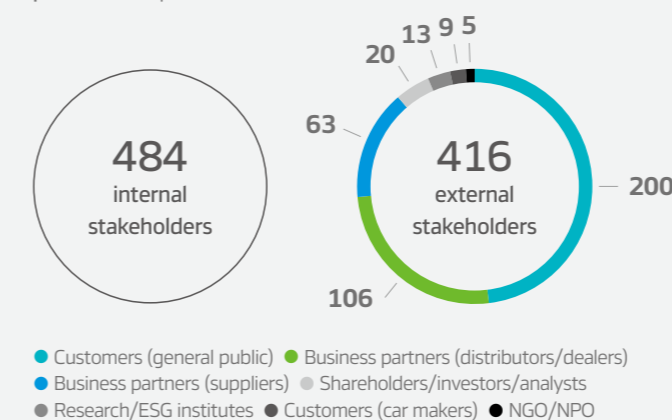 13 9 5
20
63
484
internal
stakeholders
416
external
stakeholders
200
106
Customers (general public) Business partners (distributors/dealers)
Business partners (suppliers) Shareholders/investors/analysts
Research/ESG institutes Customers (car makers) NGO/NPO